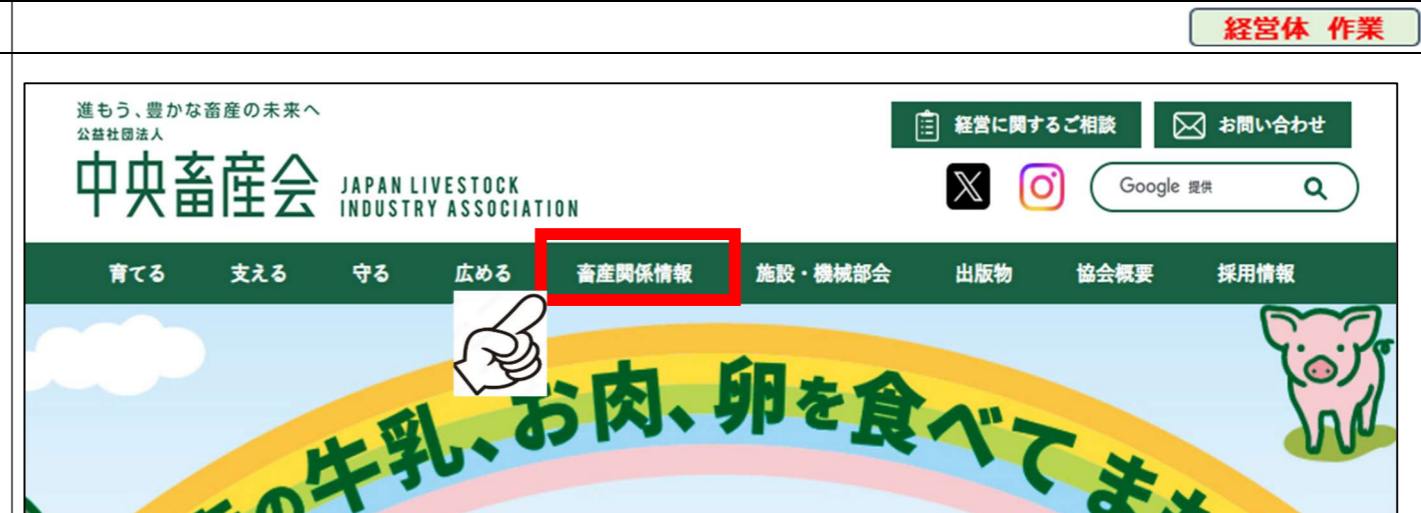 経営体 作業
進もう、豊かな畜産の未来へ
公益社団法人
中央畜産会
JAPAN LIVESTOCK
INDUSTRY ASSOCIATION
経営に関するご相談
お問い合わせ
Google 提供
育てる 支える 守る 広める 畜産関係情報 施設・機械部会 出版物 協会概要 採用情報
の牛乳、お肉、卵を食べてま